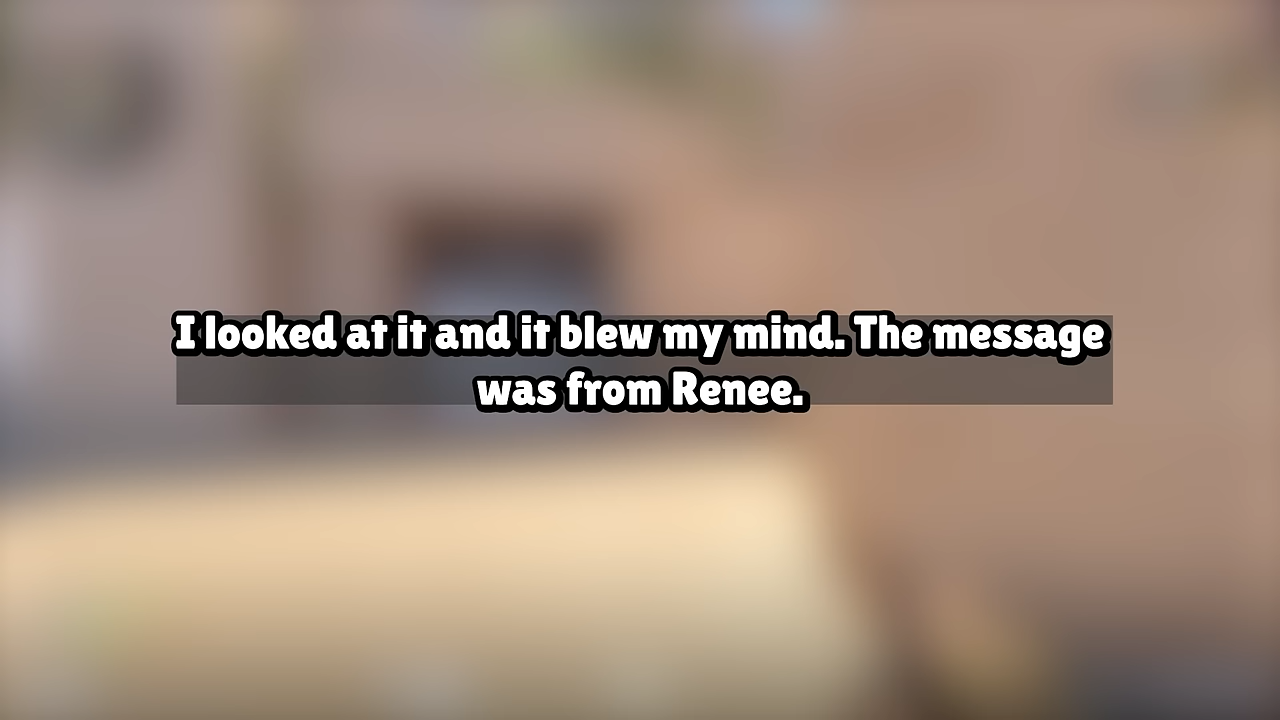 I looked at it and it blew my mind. The message
was from Renee.